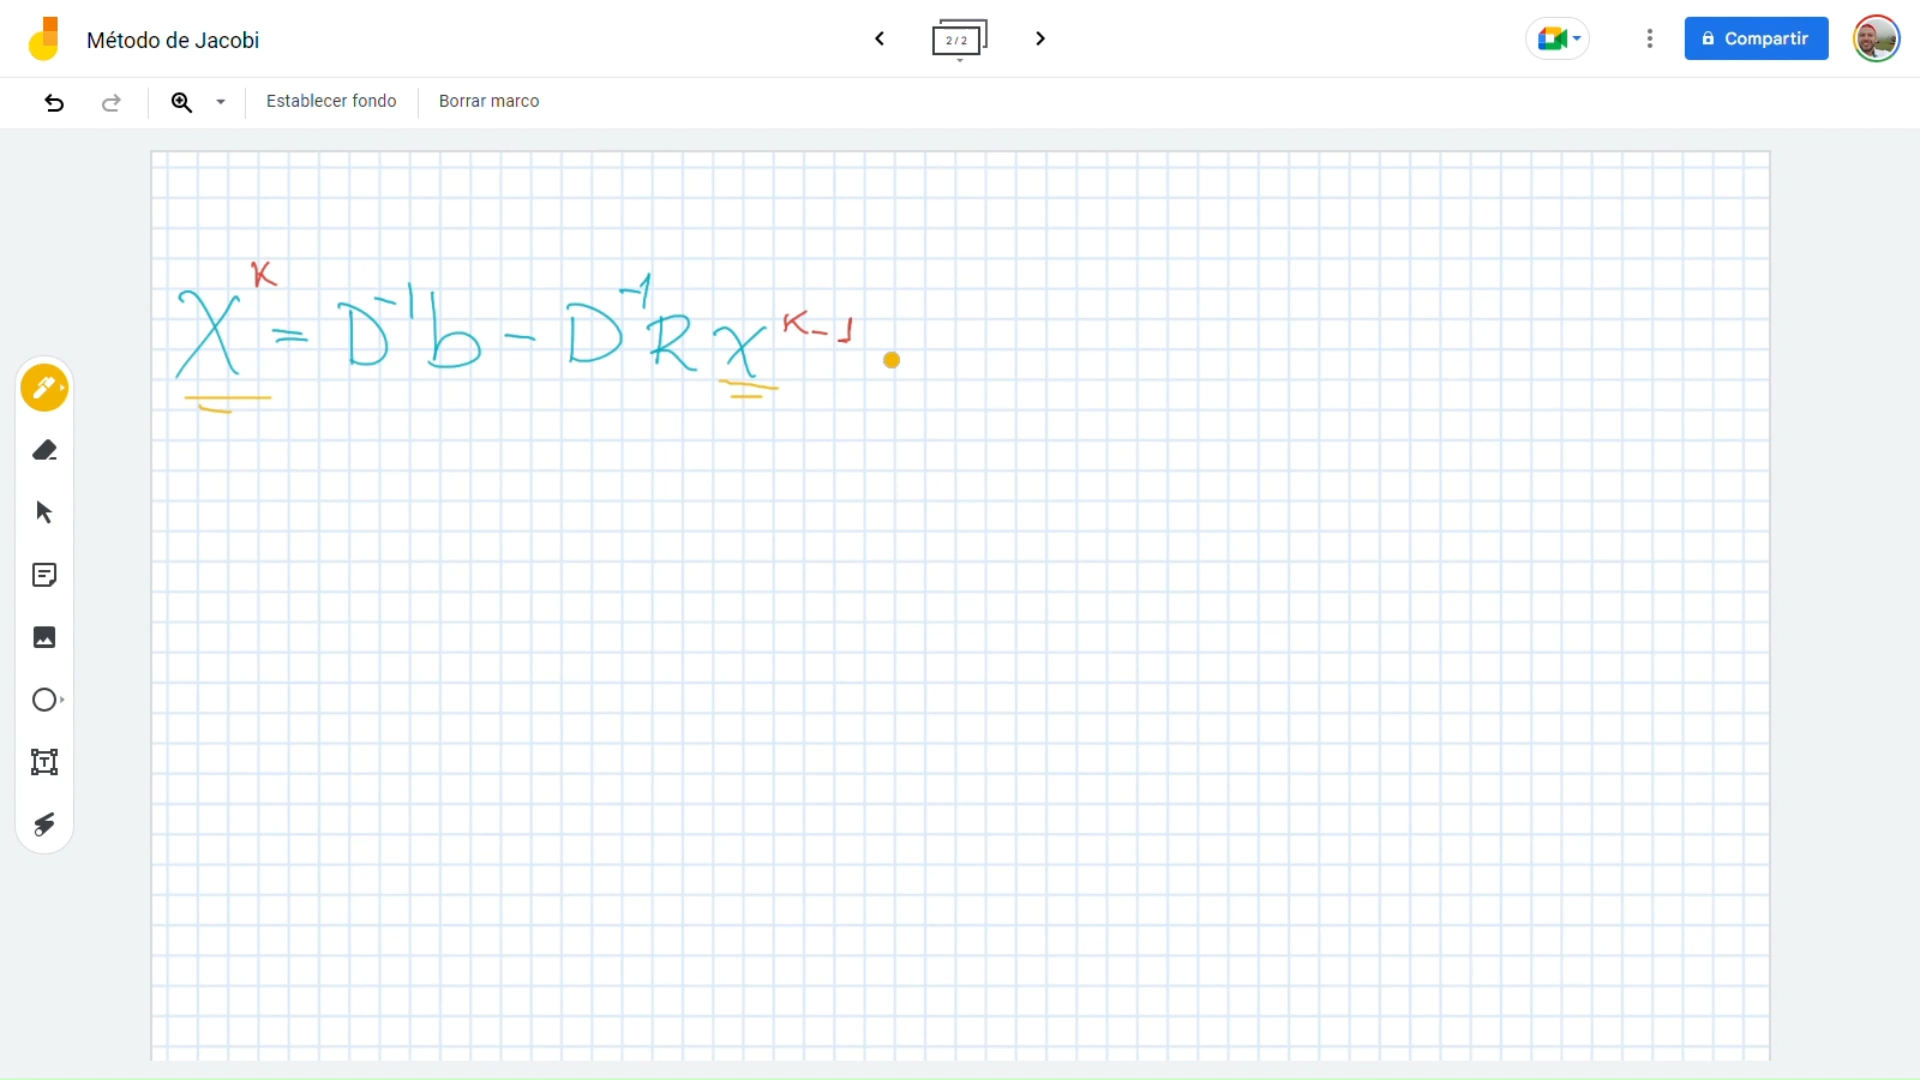 Método de Jacobi
2 / 2
Compartir
Establecer fondo
Borrar marco
X^K = D^-1 b - D^-1 R x^K-1